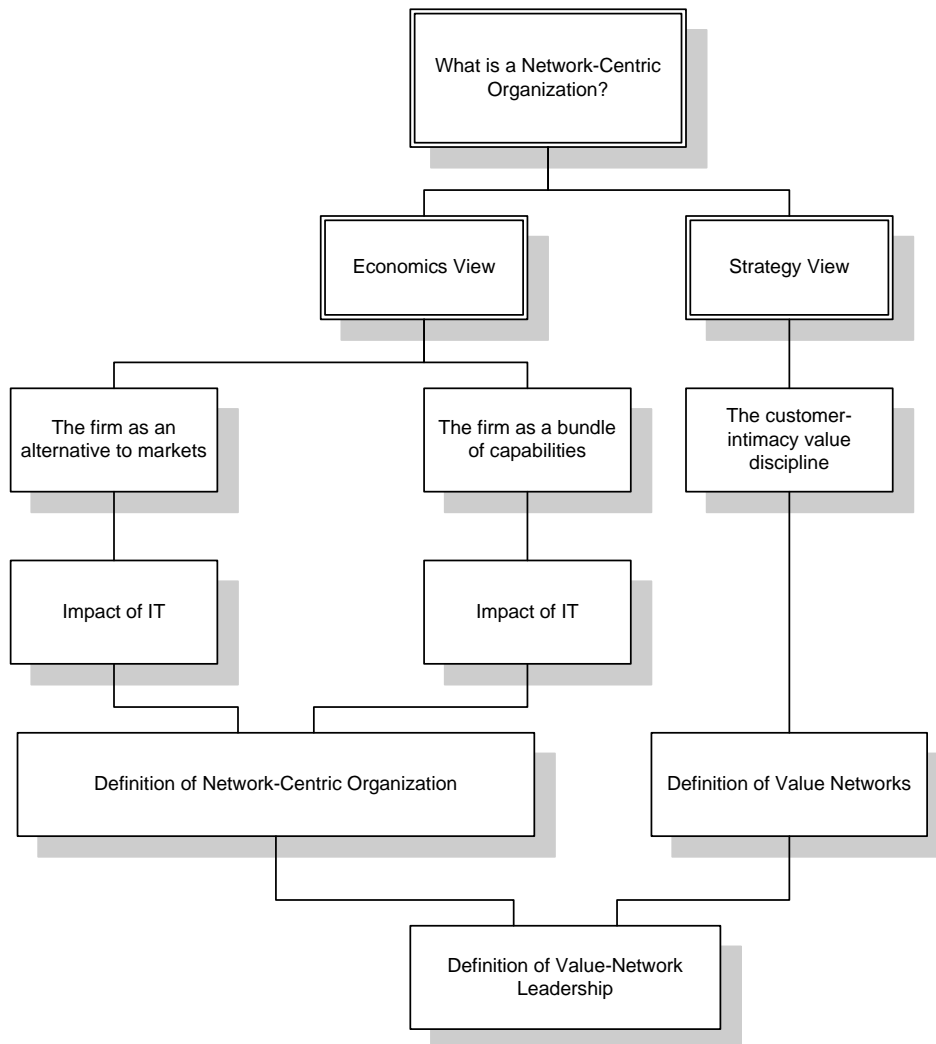 What is a Network-Centric
Organization?
Economics View
Strategy View
The firm as an
alternative to markets
The firm as a bundle
of capabilities
The customer-
intimacy value
discipline
Impact of IT
Impact of IT
Definition of Network-Centric Organization
Definition of Value Networks
Definition of Value-Network
Leadership